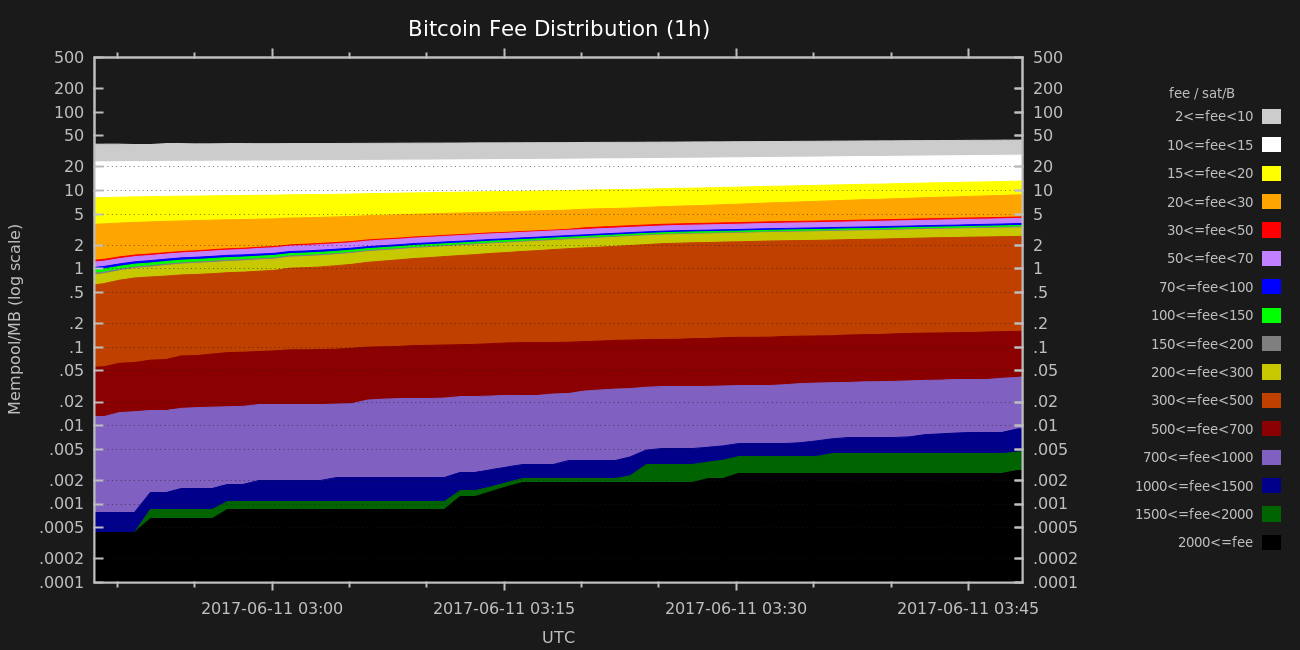 Bitcoin Fee Distribution (1h)
Mempool/MB (log scale)
500
200
100
50
20
10
5
2
1
.5
.2
.1
.05
.02
.01
.005
.002
.001
.0005
.0002
.0001
500
200
100
50
20
10
5
2
1
.5
.2
.1
.05
.02
.01
.005
.002
.001
.0005
.0002
.0001
2017-06-11 03:00
2017-06-11 03:15
2017-06-11 03:30
2017-06-11 03:45
UTC
fee / sat/B
2<=fee<10
10<=fee<15
15<=fee<20
20<=fee<30
30<=fee<50
50<=fee<70
70<=fee<100
100<=fee<150
150<=fee<200
200<=fee<300
300<=fee<500
500<=fee<700
700<=fee<1000
1000<=fee<1500
1500<=fee<2000
2000<=fee